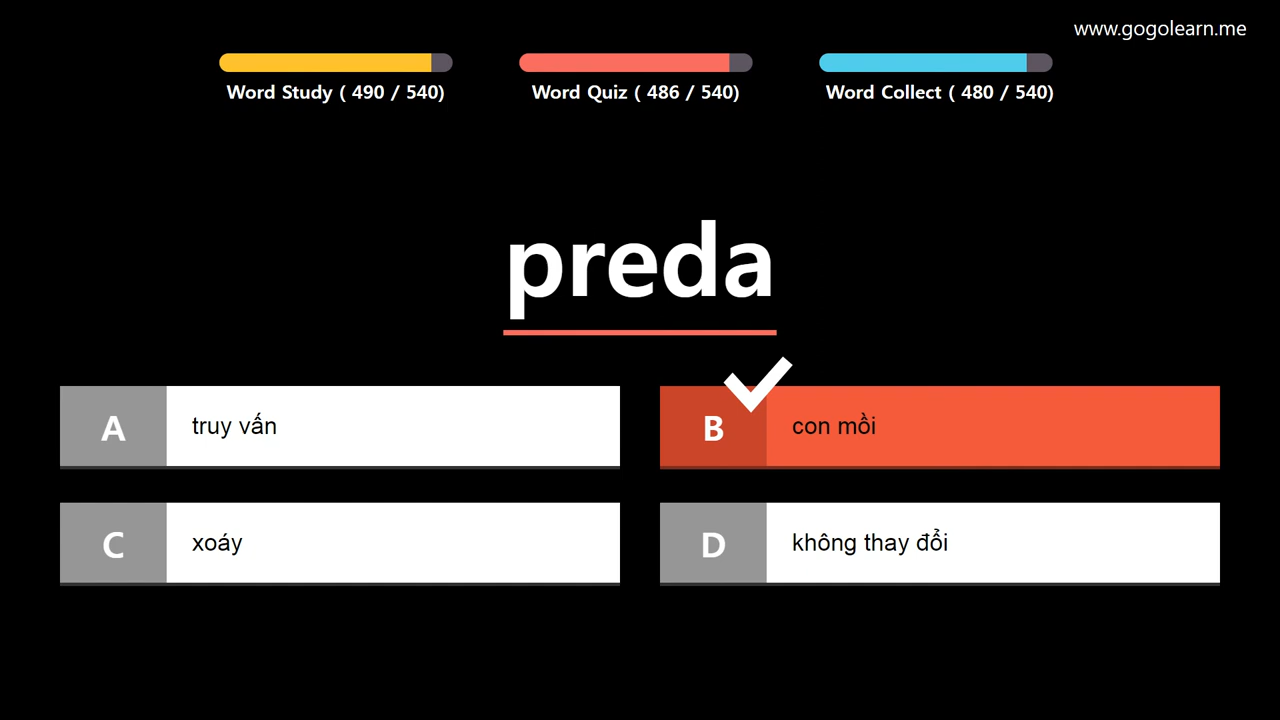 www.gogolearn.me
Word Study ( 490 / 540)
Word Quiz ( 486 / 540)
Word Collect ( 480 / 540)
preda
A truy vấn
B con mồi
C xoáy
D không thay đổi